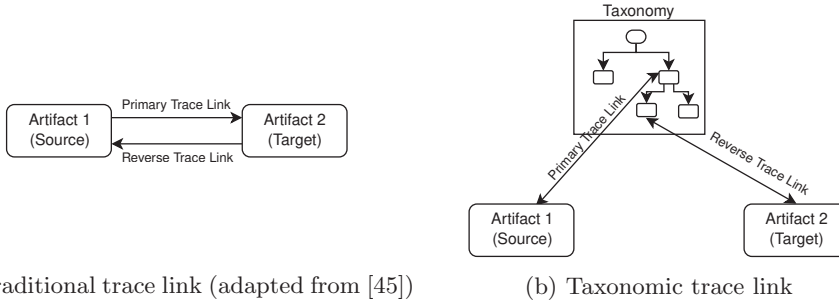 Taxonomy
Artifact 1
(Source)
Primary Trace Link
Reverse Trace Link
Artifact 2
(Target)
Primary Trace Link
Reverse Trace Link
Artifact 1
(Source)
Artifact 2
(Target)
raditional trace link (adapted from [45])
(b) Taxonomic trace link